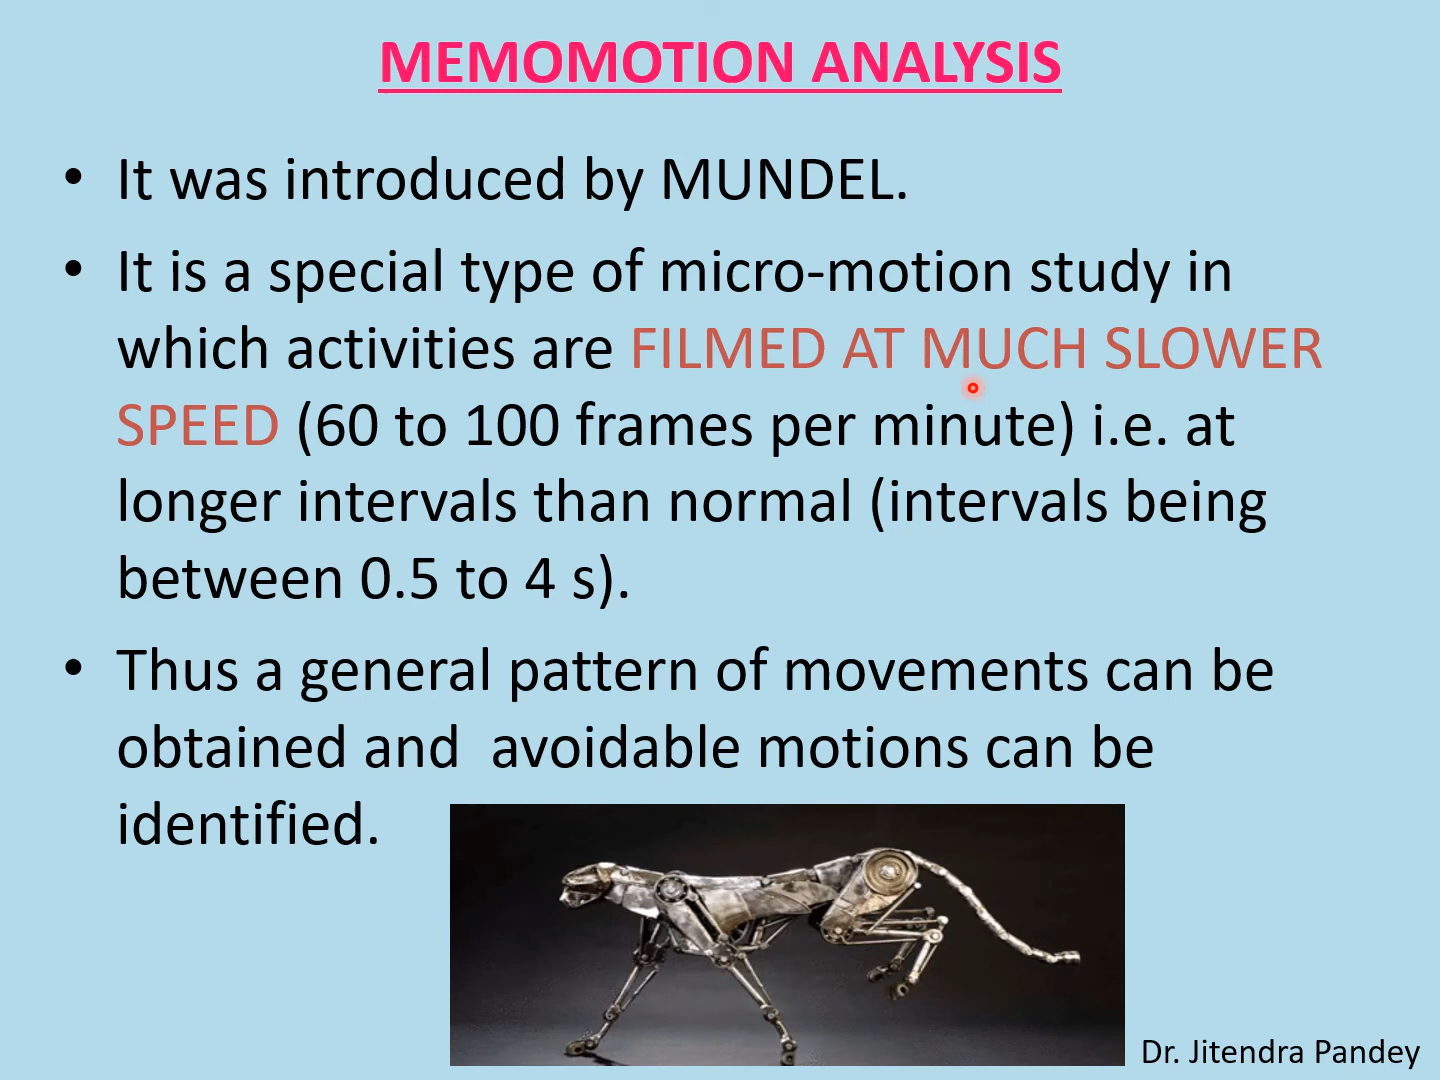 MEMOMOTION ANALYSIS
• It was introduced by MUNDEL.
• It is a special type of micro-motion study in
which activities are FILMED AT MUCH SLOWER
SPEED (60 to 100 frames per minute) i.e. at
longer intervals than normal (intervals being
between 0.5 to 4 s).
• Thus a general pattern of movements can be
obtained and  avoidable motions can be
identified.
Dr. Jitendra Pandey